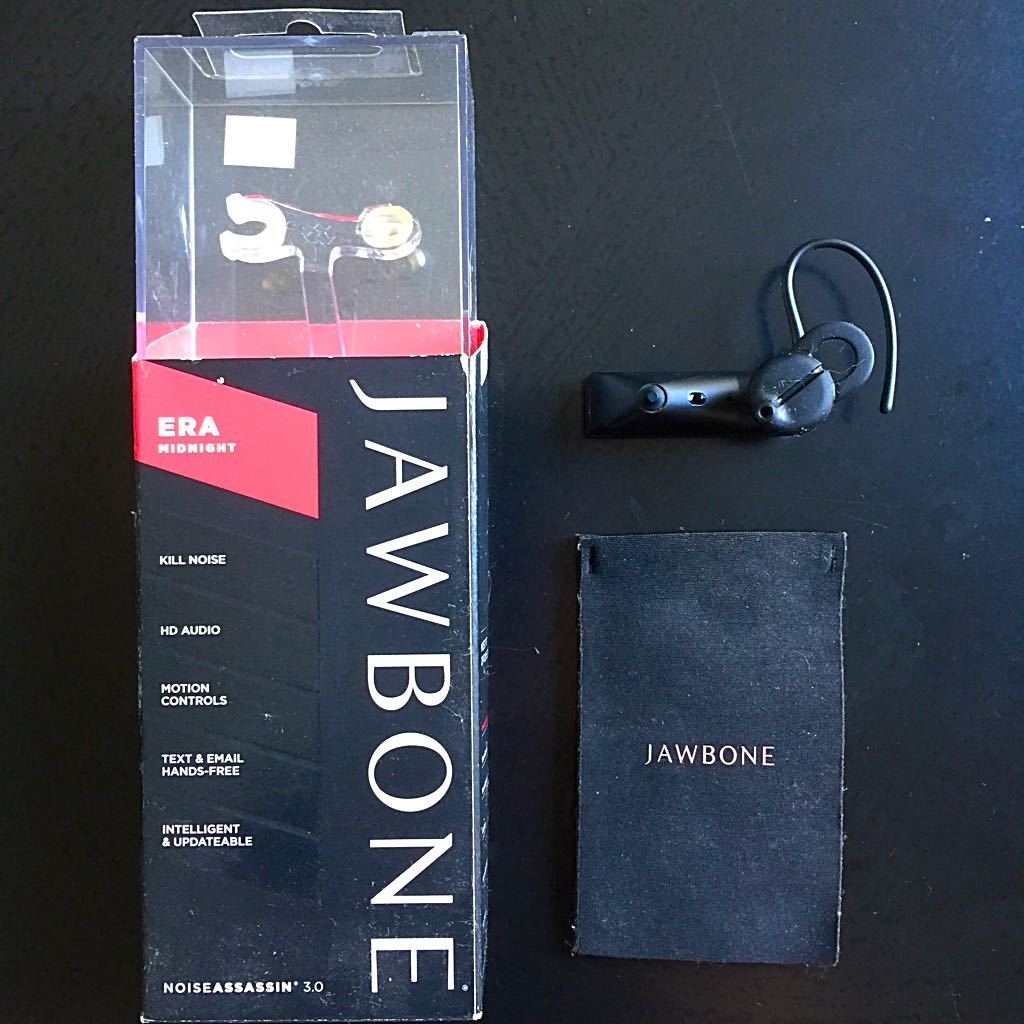 ERA
MIDNIGHT
KILL NOISE
HD AUDIO
MOTION
CONTROLS
TEXT & EMAIL
HANDS-FREE
INTELLIGENT
& UPDATEABLE
NOISEASSASSIN® 3.0
JAWBONE®
JAWBONE